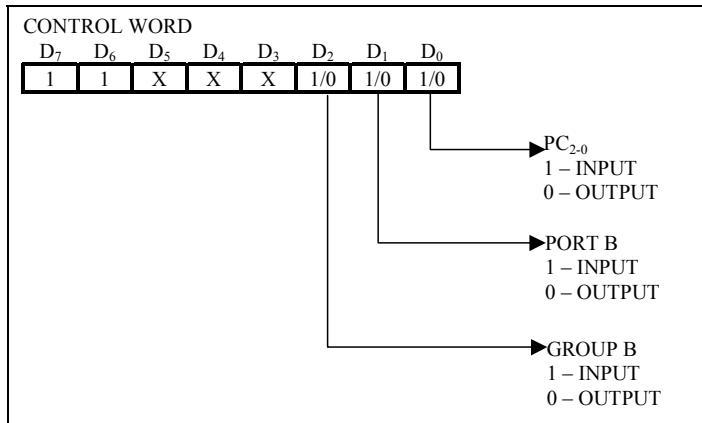 CONTROL WORD
D7 D6 D5 D4 D3 D2 D1 D0
1 1 X X X 1/0 1/0 1/0
PC2-0
1 – INPUT
0 – OUTPUT
PORT B
1 – INPUT
0 – OUTPUT
GROUP B
1 – INPUT
0 – OUTPUT